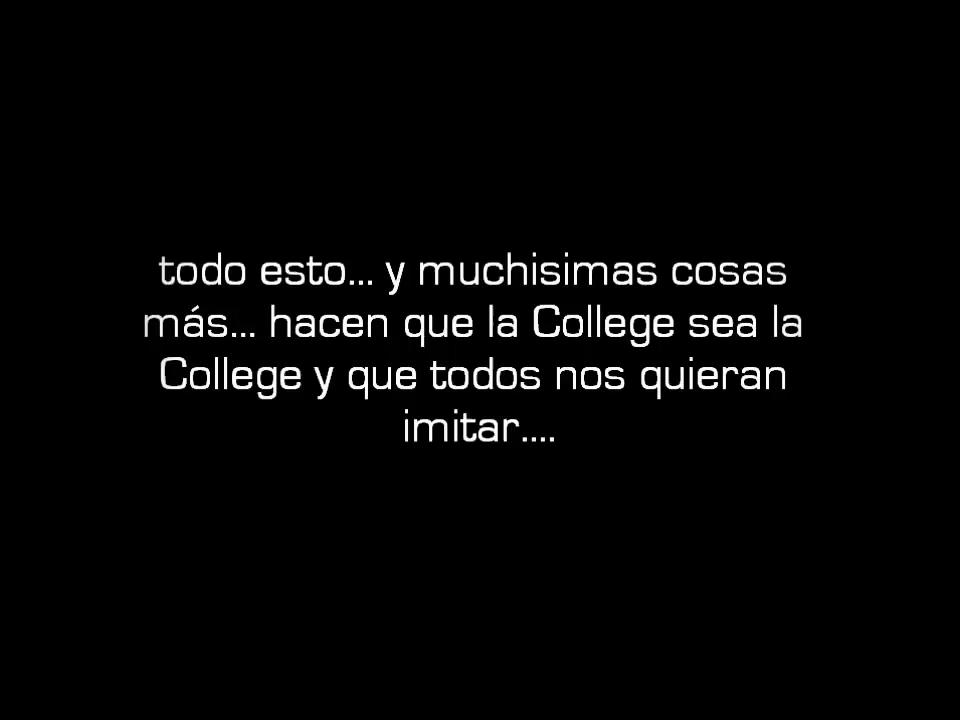 todo esto... y muchisimas cosas
más... hacen que la College sea la
College y que todos nos quieran
imitar....